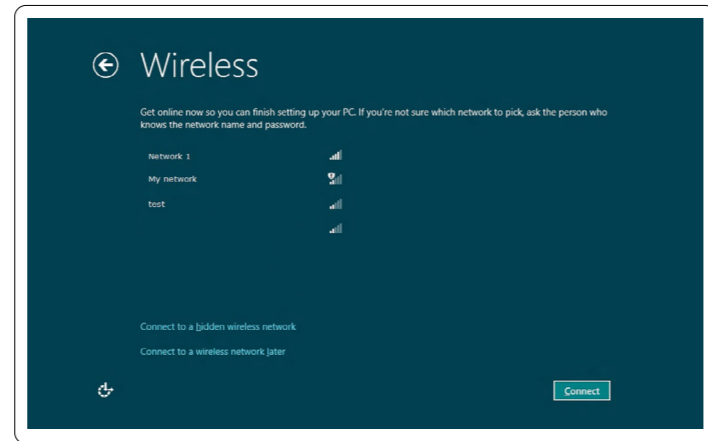 Wireless
Get online now so you can finish setting up your PC. If you're not sure which network to pick, ask the person who
knows the network name and password.
Network 1
My network
test
Connect to a hidden wireless network
Connect to a wireless network later
Connect